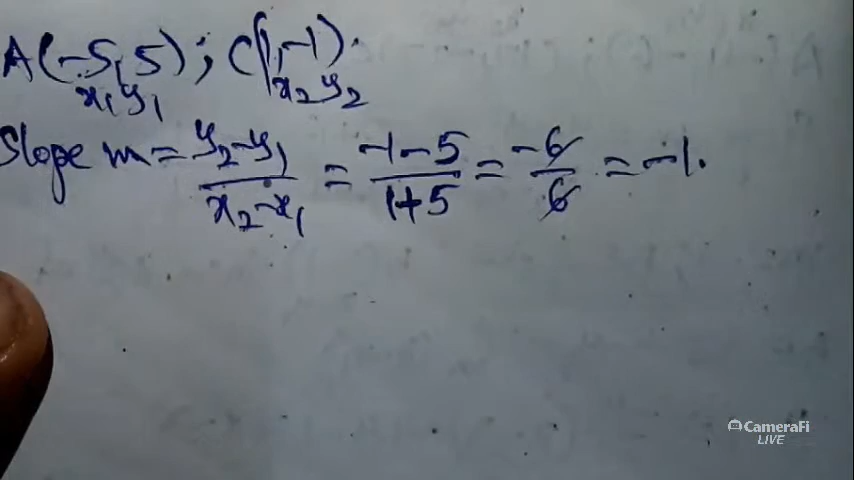 A(-5,5); C(1,-1).
x₁ y₁ x₂ y₂
Slope m = y₂-y₁/x₂-x₁ = -1-5/1+5 = -6/6 = -1.
CameraFi
LIVE